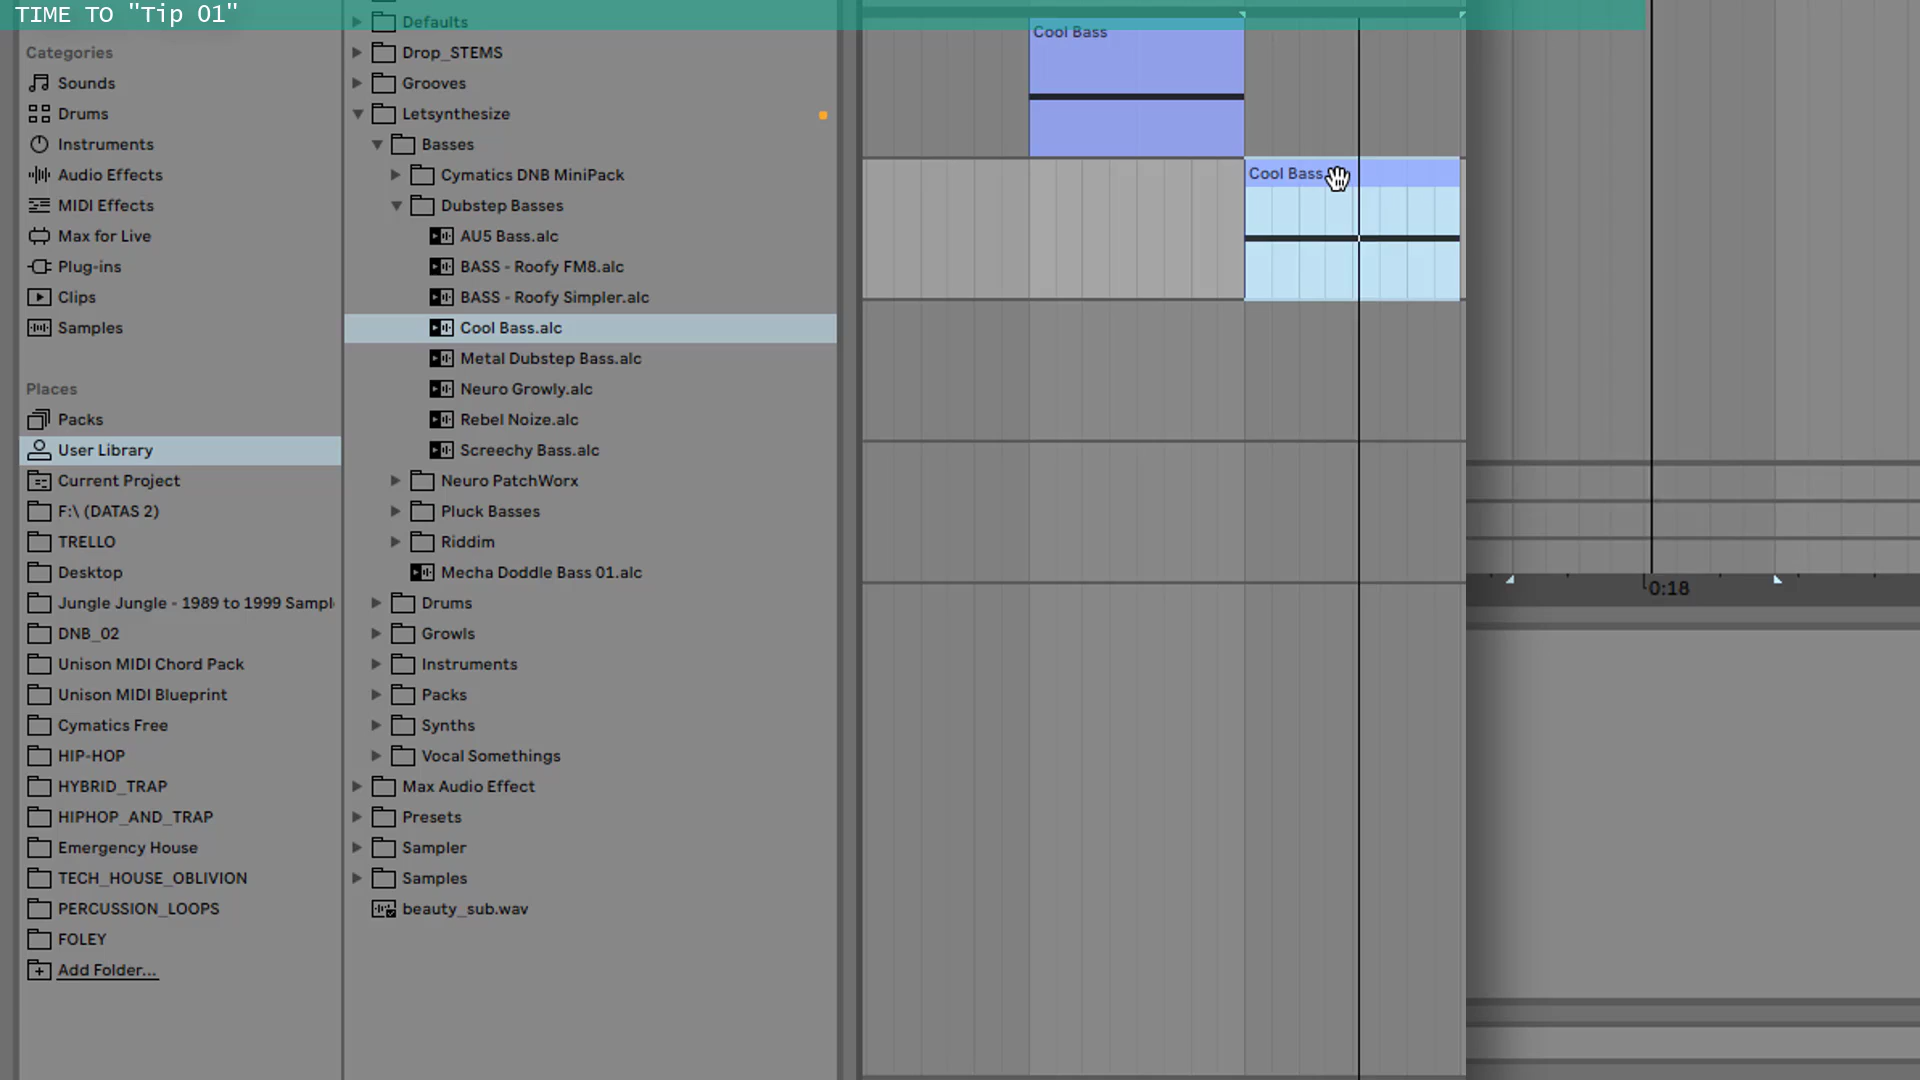 TIME TO "Tip 01"
Categories
Sounds
Drums
Instruments
Audio Effects
MIDI Effects
Max for Live
Plug-ins
Clips
Samples
Places
Packs
User Library
Current Project
F:\ (DATAS 2)
TRELLO
Desktop
Jungle Jungle - 1989 to 1999 Sampl
DNB_02
Unison MIDI Chord Pack
Unison MIDI Blueprint
Cymatics Free
HIP-HOP
HYBRID_TRAP
HIPHOP_AND_TRAP
Emergency House
TECH_HOUSE_OBLIVION
PERCUSSION_LOOPS
FOLEY
Add Folder...
Defaults
Drop_STEMS
Grooves
Letsynthesize
Basses
Cymatics DNB MiniPack
Dubstep Basses
AU5 Bass.alc
BASS - Roofy FM8.alc
BASS - Roofy Simpler.alc
Cool Bass.alc
Metal Dubstep Bass.alc
Neuro Growly.alc
Rebel Noize.alc
Screechy Bass.alc
Neuro PatchWorx
Pluck Basses
Riddim
Mecha Doddle Bass 01.alc
Drums
Growls
Instruments
Packs
Synths
Vocal Somethings
Max Audio Effect
Presets
Sampler
Samples
beauty_sub.wav
Cool Bass
Cool Bass
0:18